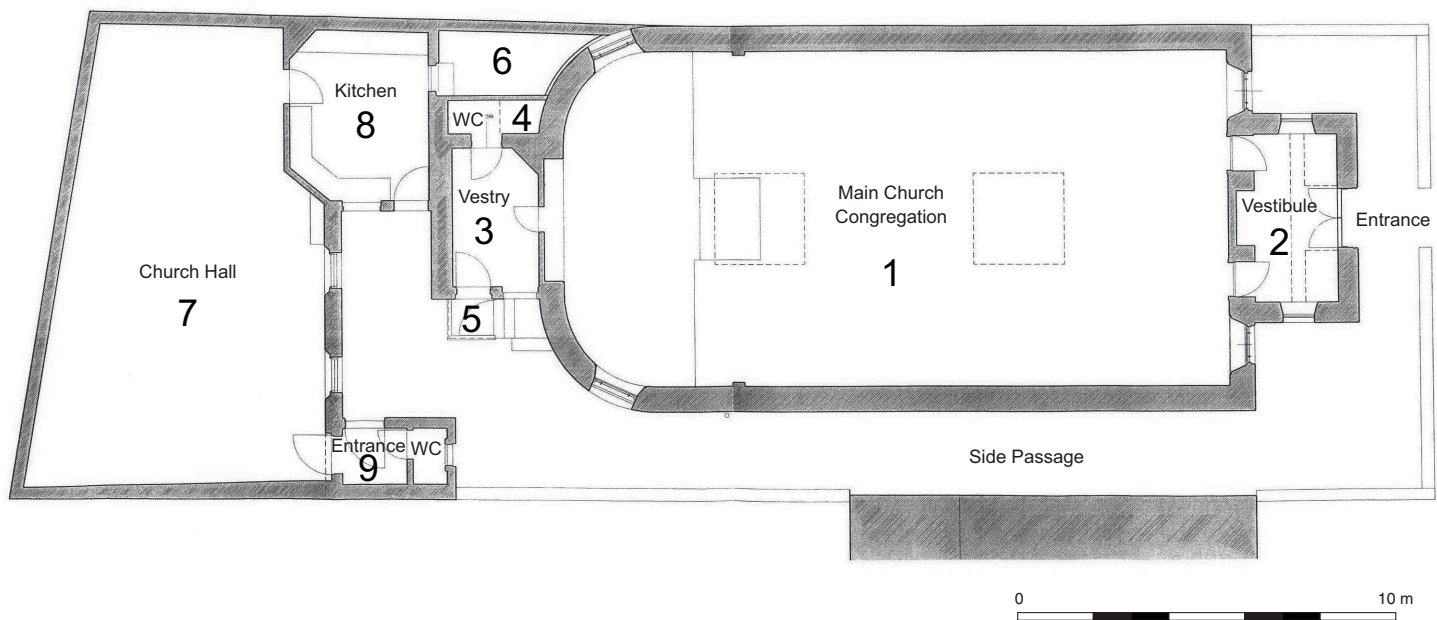 6
Kitchen
8
WC
4
Vestry
3
Main Church
Congregation
1
Vestibule
2
Entrance
Church Hall
7
5
Entrance
9
WC
Side Passage
0
10 m